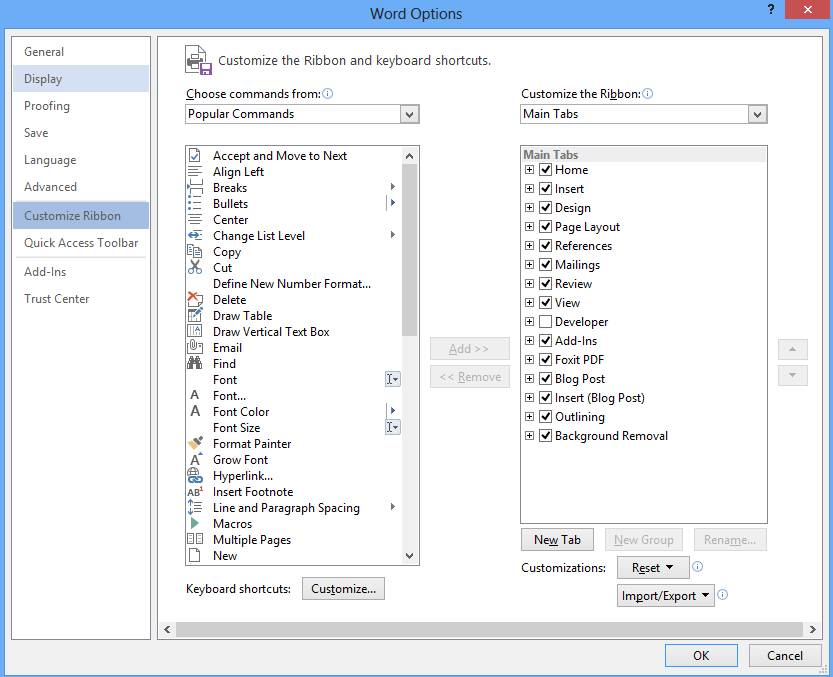 Word Options
?
General
Display
Proofing
Save
Language
Advanced
Customize Ribbon
Quick Access Toolbar
Add-Ins
Trust Center
Customize the Ribbon and keyboard shortcuts.
Choose commands from:
Popular Commands
Accept and Move to Next
Align Left
Breaks
Bullets
Center
Change List Level
Copy
Cut
Define New Number Format...
Delete
Draw Table
Draw Vertical Text Box
Email
Find
Font
Font...
Font Color
Font Size
Format Painter
Grow Font
Hyperlink...
Insert Footnote
Line and Paragraph Spacing
Macros
Multiple Pages
New
Keyboard shortcuts: Customize...
Add >>
<< Remove
Customize the Ribbon:
Main Tabs
Main Tabs
Home
Insert
Design
Page Layout
References
Mailings
Review
View
Developer
Add-Ins
Foxit PDF
Blog Post
Insert (Blog Post)
Outlining
Background Removal
New Tab New Group Rename...
Customizations: Reset
Import/Export
OK Cancel